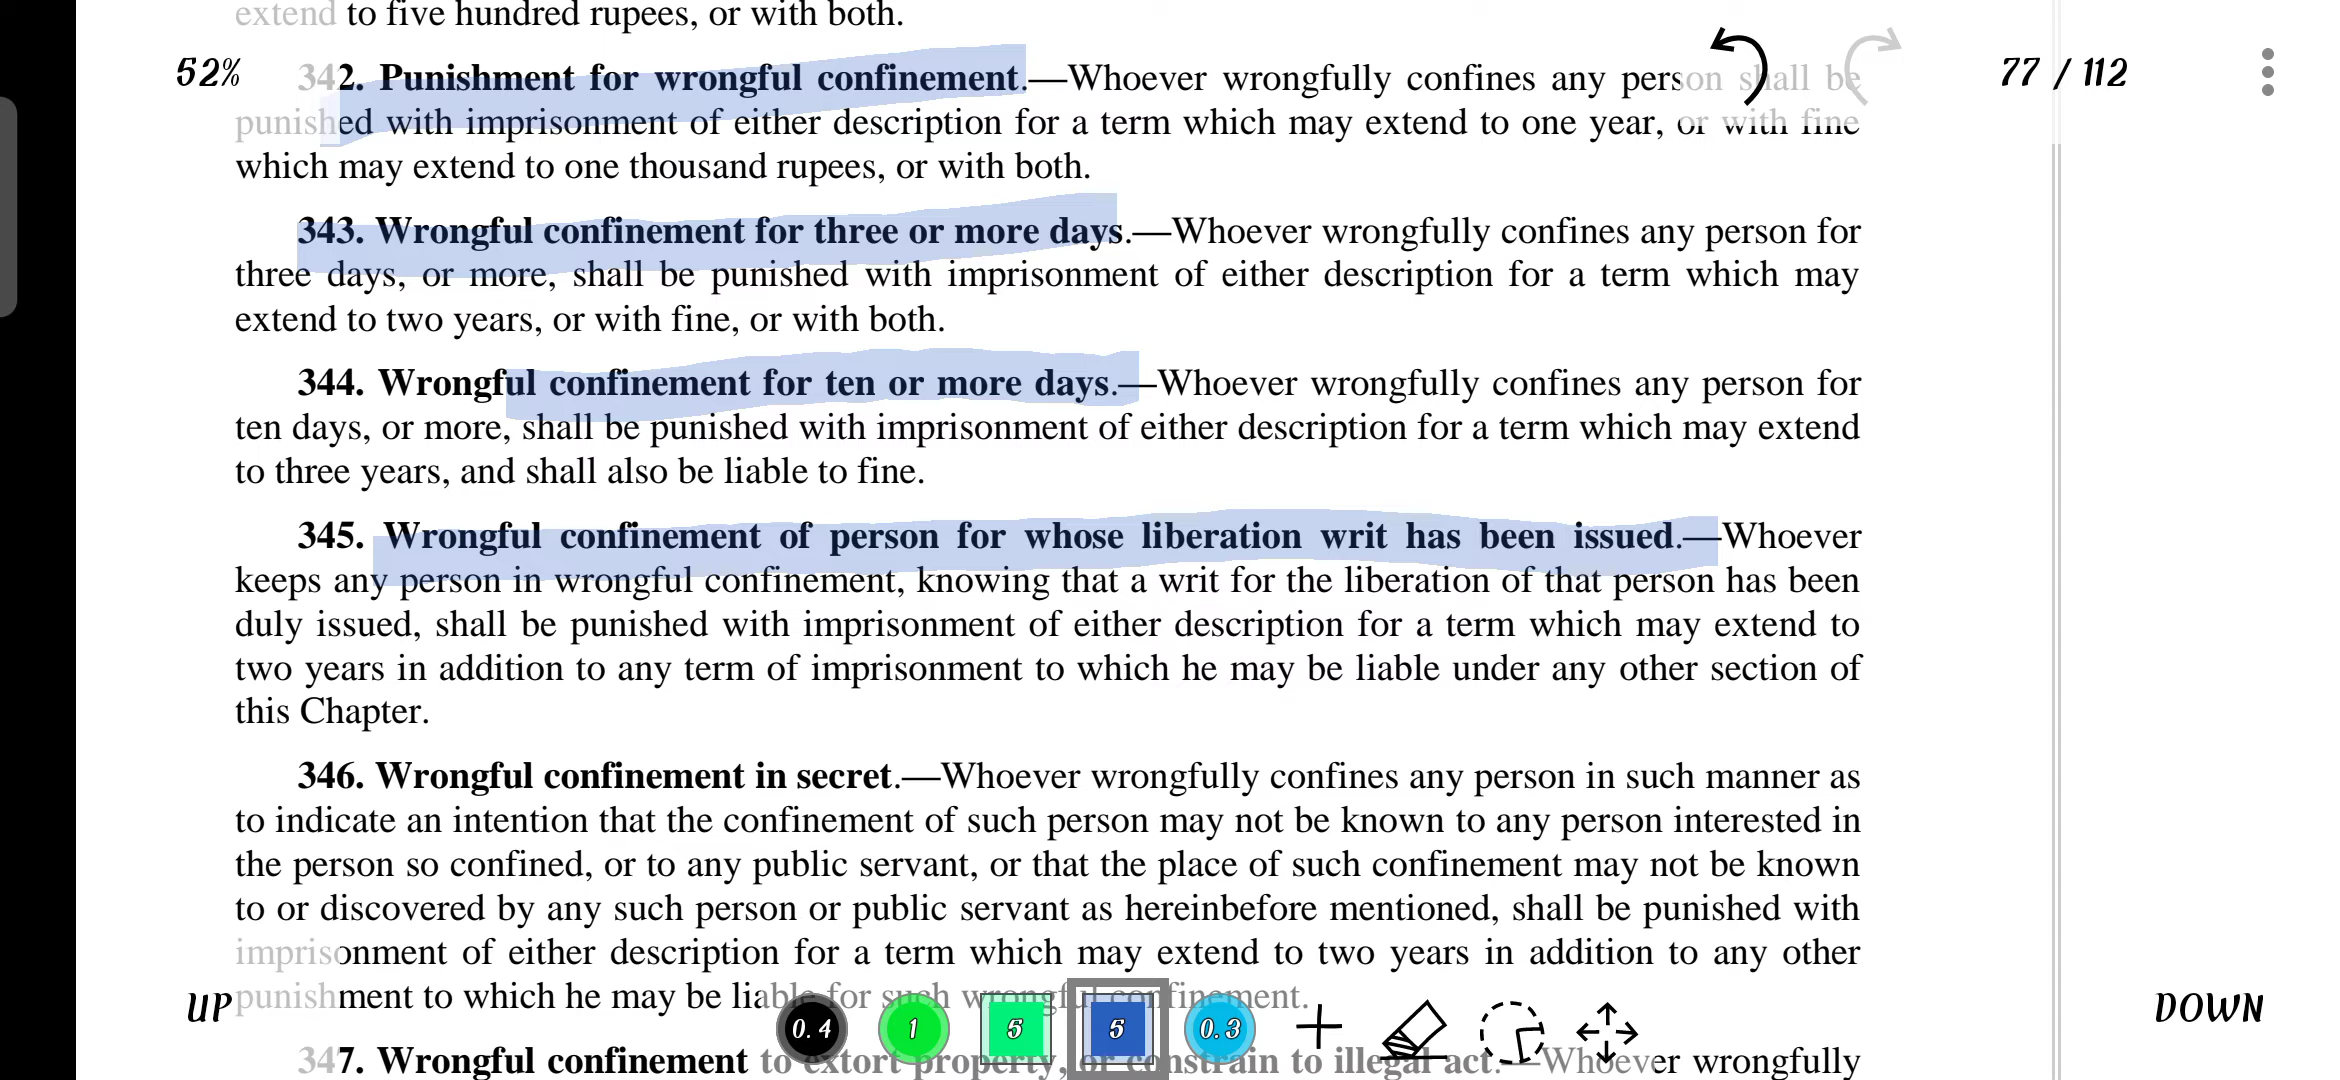 extend to five hundred rupees, or with both.
52%
342. Punishment for wrongful confinement.—Whoever wrongfully confines any person shall be
77 / 112
punished with imprisonment of either description for a term which may extend to one year, or with fine
which may extend to one thousand rupees, or with both.
343. Wrongful confinement for three or more days.—Whoever wrongfully confines any person for
three days, or more, shall be punished with imprisonment of either description for a term which may
extend to two years, or with fine, or with both.
344. Wrongful confinement for ten or more days.—Whoever wrongfully confines any person for
ten days, or more, shall be punished with imprisonment of either description for a term which may extend
to three years, and shall also be liable to fine.
345. Wrongful confinement of person for whose liberation writ has been issued.—Whoever
keeps any person in wrongful confinement, knowing that a writ for the liberation of that person has been
duly issued, shall be punished with imprisonment of either description for a term which may extend to
two years in addition to any term of imprisonment to which he may be liable under any other section of
this Chapter.
346. Wrongful confinement in secret.—Whoever wrongfully confines any person in such manner as
to indicate an intention that the confinement of such person may not be known to any person interested in
the person so confined, or to any public servant, or that the place of such confinement may not be known
to or discovered by any such person or public servant as hereinbefore mentioned, shall be punished with
imprisonment of either description for a term which may extend to two years in addition to any other
UP
punishment to which he may be liable for such wrongful confinement.
DOWN
0.4 1 5 5 0.3
347. Wrongful confinement to extort property, or constrain to illegal act.—Whoever wrongfully